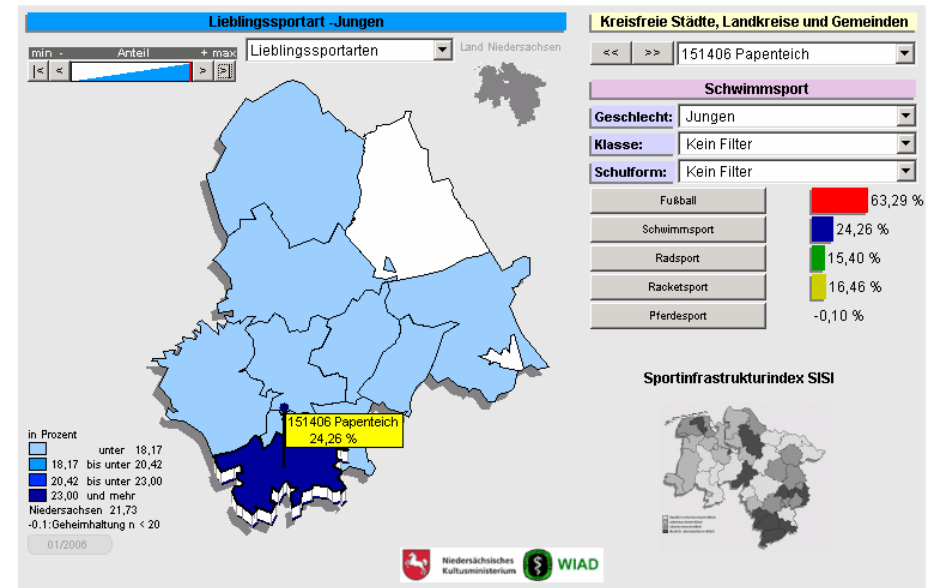 Lieblingssportart -Jungen
min - Anteil + max
|< < > >|
Lieblingssportarten
Land Niedersachsen
Kreisfreie Städte, Landkreise und Gemeinden
<< >> 151406 Papenteich
Schwimmsport
Geschlecht: Jungen
Klasse: Kein Filter
Schulform: Kein Filter
Fußball 63,29 %
Schwimmsport 24,26 %
Radsport 15,40 %
Racketsport 16,46 %
Pferdesport -0,10 %
151406 Papenteich
24,26 %
Sportinfrastrukturindex SISI
in Prozent
unter 18,17
18,17 bis unter 20,42
20,42 bis unter 23,00
23,00 und mehr
Niedersachsen 21,73
-0.1:Geheimhaltung n < 20
01/2006
Niedersächsisches
Kultusministerium
WIAD